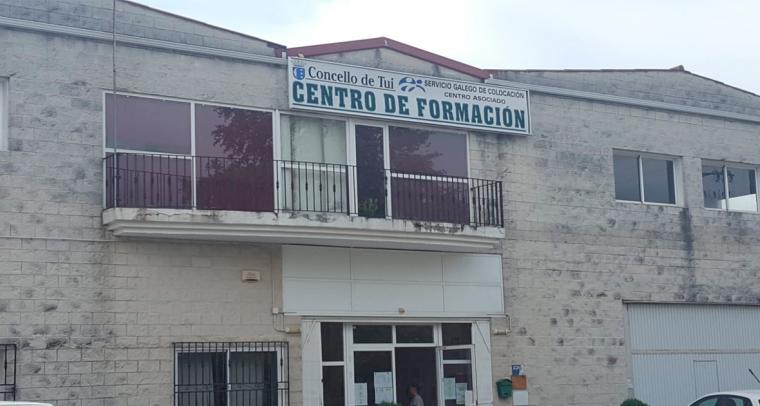 Concello de Tui
SERVICIO GALEGO DE COLOCACIÓN
CENTRO ASOCIADO
CENTRO DE FORMACIÓN